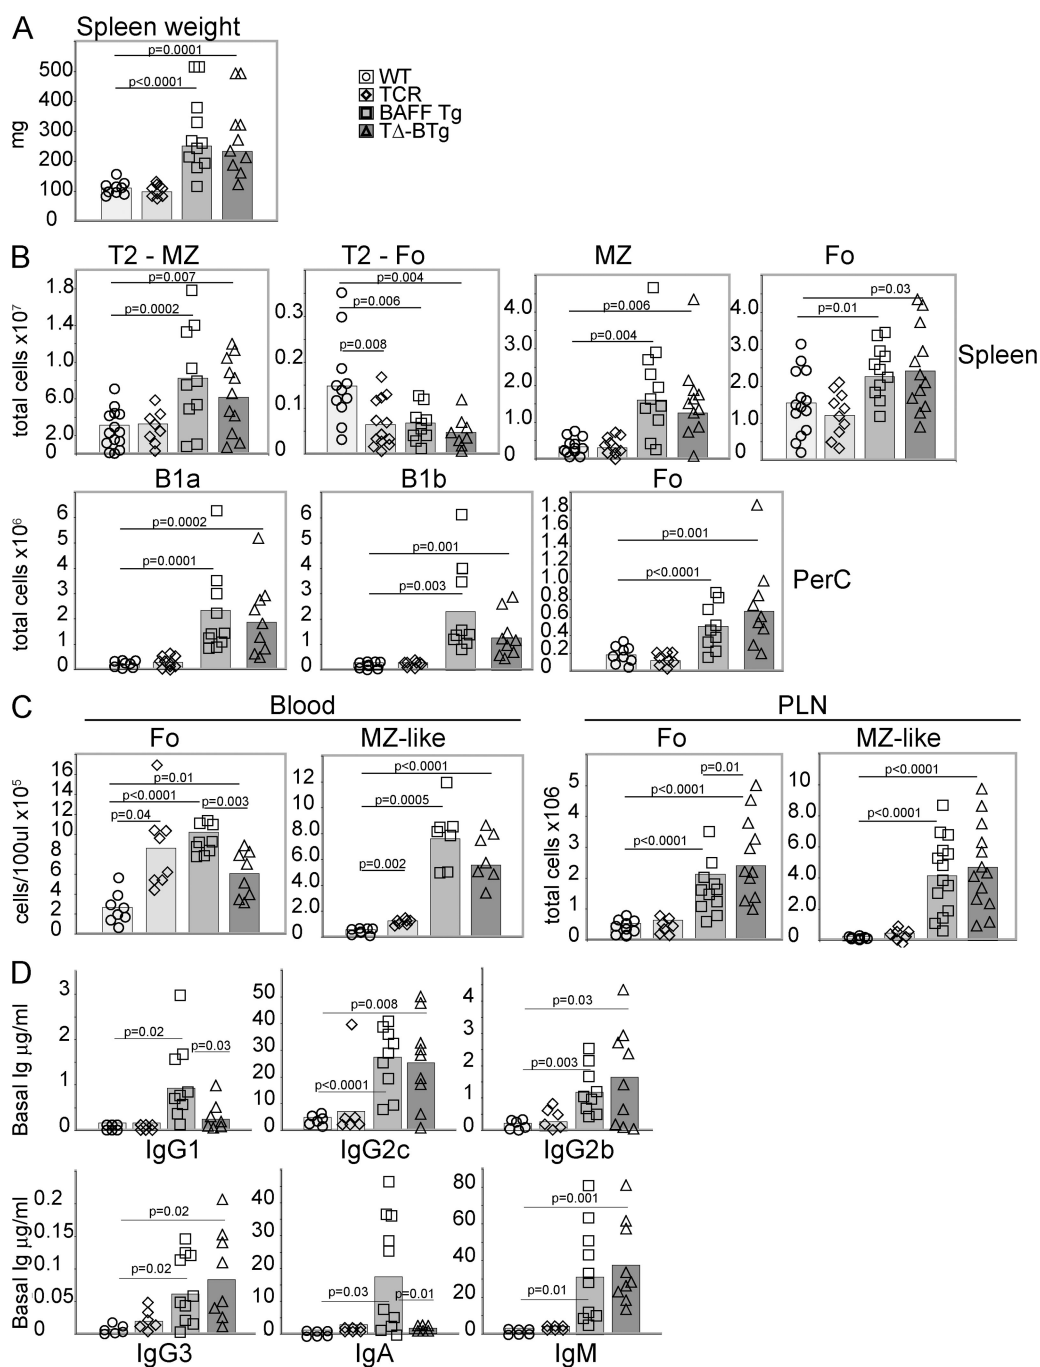 A
Spleen weight
mg
500
400
300
200
100
0
p=0.0001
p<0.0001
WT
TCR
BAFF Tg
TΔ-BTg
B
T2 - MZ
total cells x10⁷
1.8
1.4
1.0
6.0
2.0
p=0.007
p=0.0002
T2 - Fo
0.3
0.2
0.1
0
p=0.004
p=0.006
p=0.008
MZ
4.0
3.0
2.0
1.0
0
p=0.006
p=0.004
Fo
4.0
3.0
2.0
1.0
0
p=0.03
p=0.01
Spleen
B1a
total cells x10⁶
6
5
4
3
2
1
0
p=0.0002
p=0.0001
B1b
6
5
4
3
2
1
0
p=0.001
p=0.003
Fo
1.8
1.6
1.4
1.2
1.0
0.8
0.6
0.4
0.2
0
p=0.001
p<0.0001
PerC
C
Blood
PLN
Fo
cells/100ul x10⁵
16
14
12
10
8
6
4
2
0
p=0.01
p<0.0001
p=0.003
p=0.04
MZ-like
12
10
8.0
6.0
4.0
2.0
0
p<0.0001
p=0.0005
p=0.002
Fo
total cells x106
5
4
3
2
1
0
p=0.01
p<0.0001
p<0.0001
MZ-like
10
8.0
6.0
4.0
2.0
0
p<0.0001
p<0.0001
D
Basal Ig µg/ml
3
2
1
0
p=0.02
p=0.03
IgG1
50
40
30
20
10
0
p=0.008
p<0.0001
IgG2c
4
3
2
1
0
p=0.03
p=0.003
IgG2b
Basal Ig µg/ml
0.2
0.15
0.1
0.05
0
p=0.02
p=0.02
IgG3
40
30
20
10
0
p=0.03
p=0.01
IgA
80
60
40
20
0
p=0.001
p=0.01
IgM